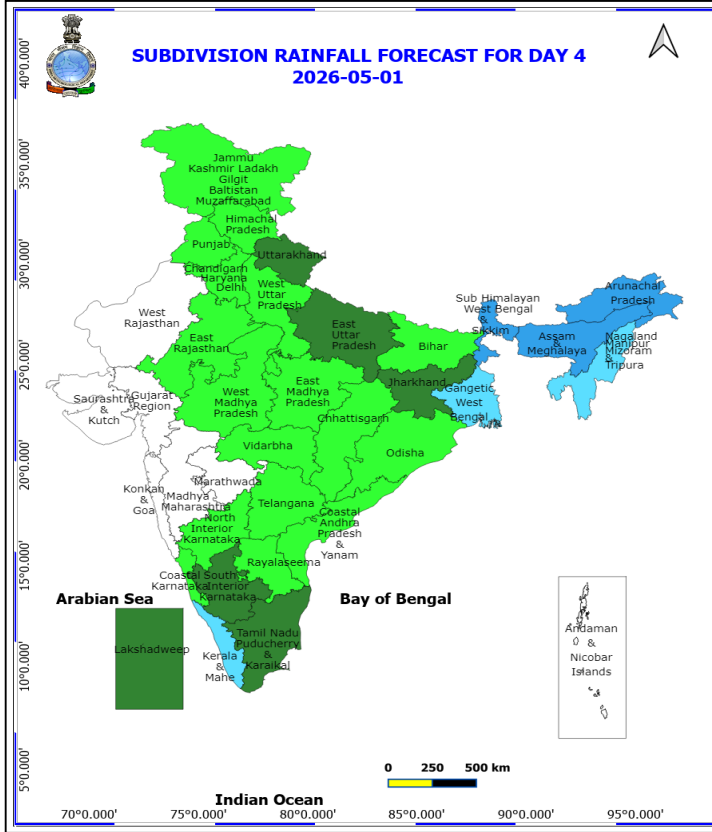 SUBDIVISION RAINFALL FORECAST FOR DAY 4
2026-05-01
40°0.000'
35°0.000'
30°0.000'
25°0.000'
20°0.000'
15°0.000'
10°0.000'
5°0.000'
Jammu
Kashmir Ladakh
Gilgit
Baltistan
Muzaffarabad
Himachal
Pradesh
Punjab
Uttarakhand
Chandigarh
Haryana
Delhi
West
Uttar
Pradesh
West
Rajasthan
East
Rajasthan
East
Uttar
Pradesh
Bihar
Sub Himalayan
West Bengal
&
Sikkim
Arunachal
Pradesh
Assam
&
Meghalaya
Nagaland
Manipur
Mizoram
&
Tripura
Jharkhand
Gangetic
West
Bengal
Saurashtra
&
Kutch
Gujarat
Region
West
Madhya
Pradesh
East
Madhya
Pradesh
Chhattisgarh
Odisha
Vidarbha
Konkan
&
Goa
Madhya
Maharashtra
Marathwada
North
Interior
Karnataka
Telangana
Coastal
Andhra
Pradesh
&
Yanam
Rayalaseema
Coastal
Karnataka
South
Interior
Karnataka
Arabian Sea
Bay of Bengal
Lakshadweep
Kerala
&
Mahe
Tamil Nadu
Puducherry
&
Karaikal
Andaman
&
Nicobar
Islands
0 250 500 km
Indian Ocean
70°0.000' 75°0.000' 80°0.000' 85°0.000' 90°0.000' 95°0.000'